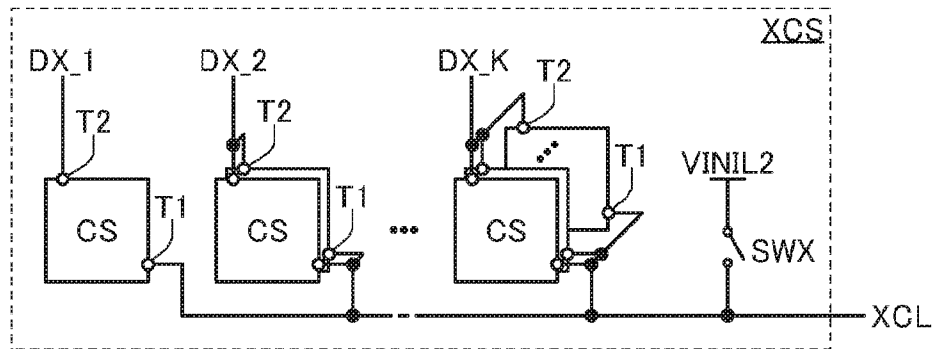 XCS
DX_1
DX_2
DX_K
T2
T2
T2
T1
T1
T1
VINIL2
CS
CS
CS
SWX
XCL